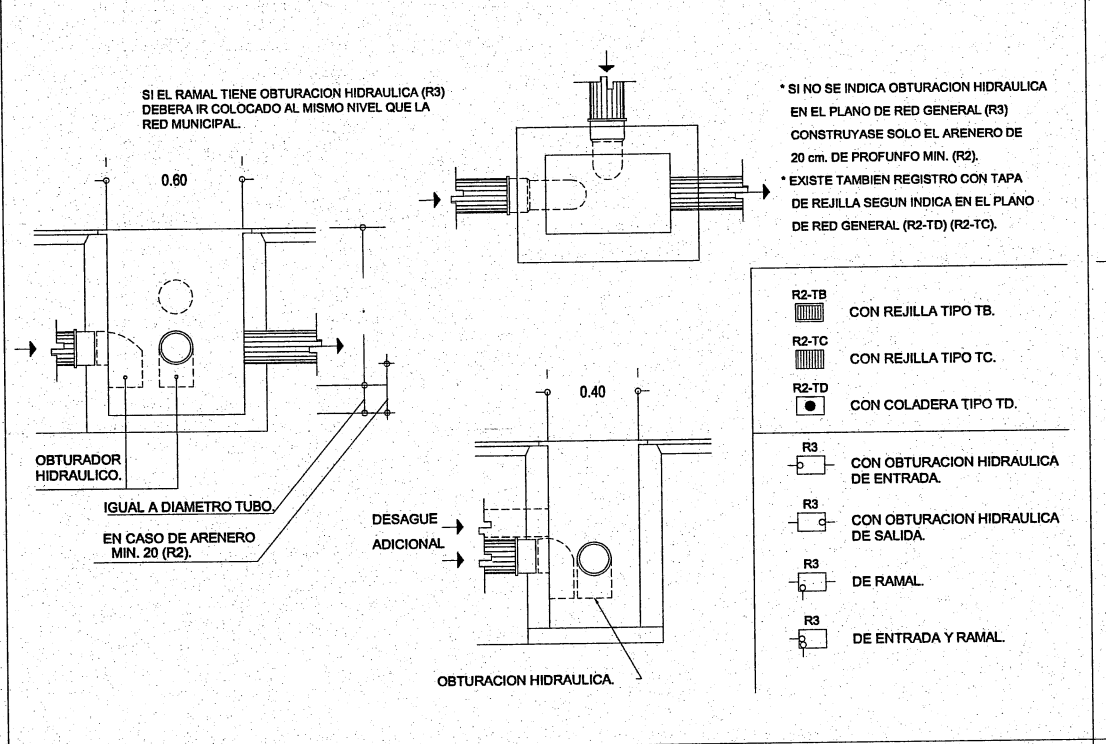 SI EL RAMAL TIENE OBTURACION HIDRAULICA (R3)
DEBERA IR COLOCADO AL MISMO NIVEL QUE LA
RED MUNICIPAL.
0.60
OBTURADOR
HIDRAULICO.
IGUAL A DIAMETRO TUBO.
EN CASO DE ARENERO
MIN. 20 (R2).
0.40
DESAGUE
ADICIONAL
OBTURACION HIDRAULICA.
* SI NO SE INDICA OBTURACION HIDRAULICA
EN EL PLANO DE RED GENERAL (R3)
CONSTRUYASE SOLO EL ARENERO DE
20 cm. DE PROFUNFO MIN. (R2).
* EXISTE TAMBIEN REGISTRO CON TAPA
DE REJILLA SEGUN INDICA EN EL PLANO
DE RED GENERAL (R2-TD) (R2-TC).
R2-TB
CON REJILLA TIPO TB.
R2-TC
CON REJILLA TIPO TC.
R2-TD
CON COLADERA TIPO TD.
R3
CON OBTURACION HIDRAULICA
DE ENTRADA.
R3
CON OBTURACION HIDRAULICA
DE SALIDA.
R3
DE RAMAL.
R3
DE ENTRADA Y RAMAL.